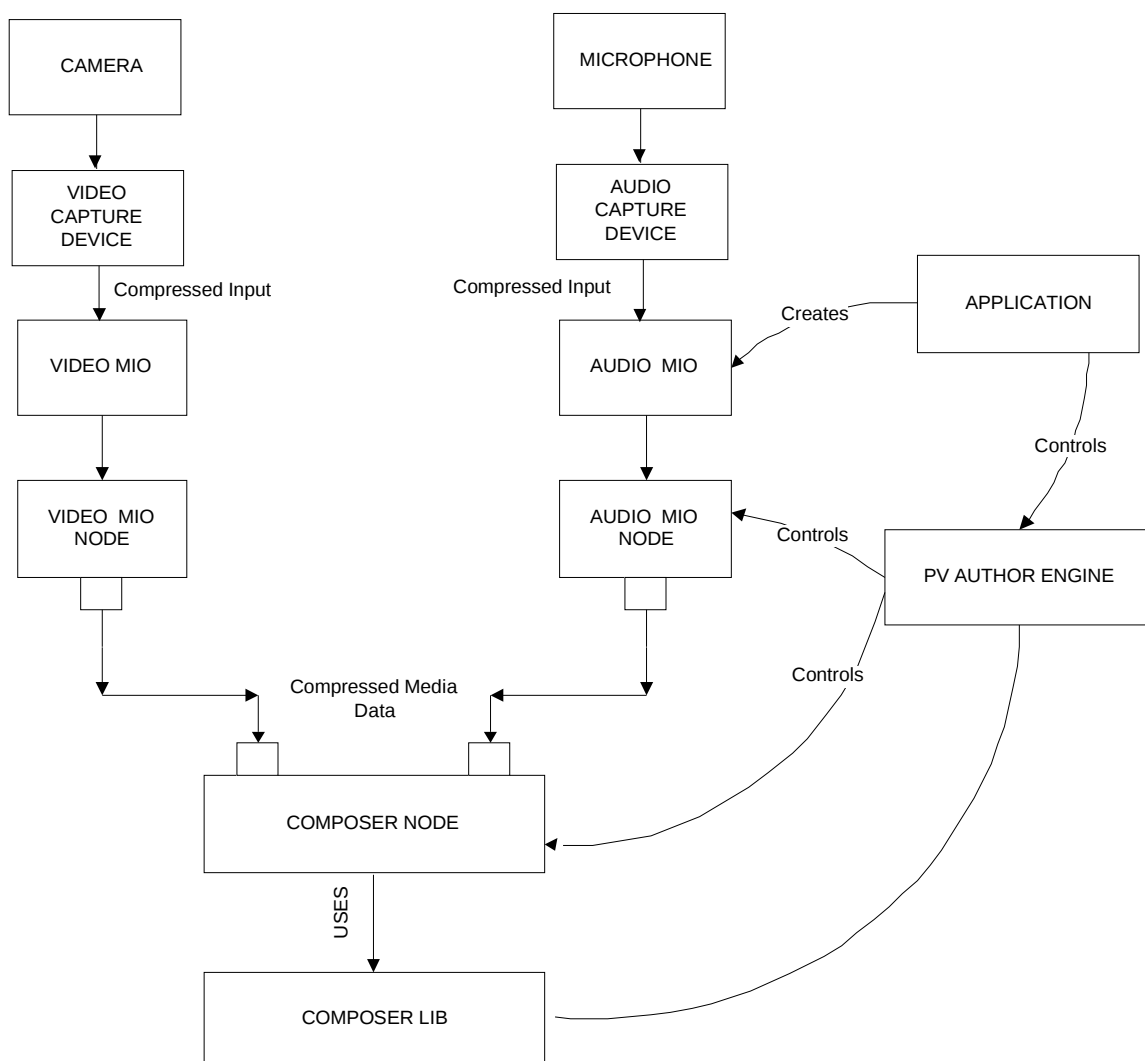 CAMERA
MICROPHONE
VIDEO
CAPTURE
DEVICE
AUDIO
CAPTURE
DEVICE
Compressed Input
Compressed Input
Creates
APPLICATION
VIDEO MIO
AUDIO MIO
Controls
VIDEO MIO
NODE
AUDIO MIO
NODE
Controls
PV AUTHOR ENGINE
Controls
Compressed Media
Data
COMPOSER NODE
USES
COMPOSER LIB